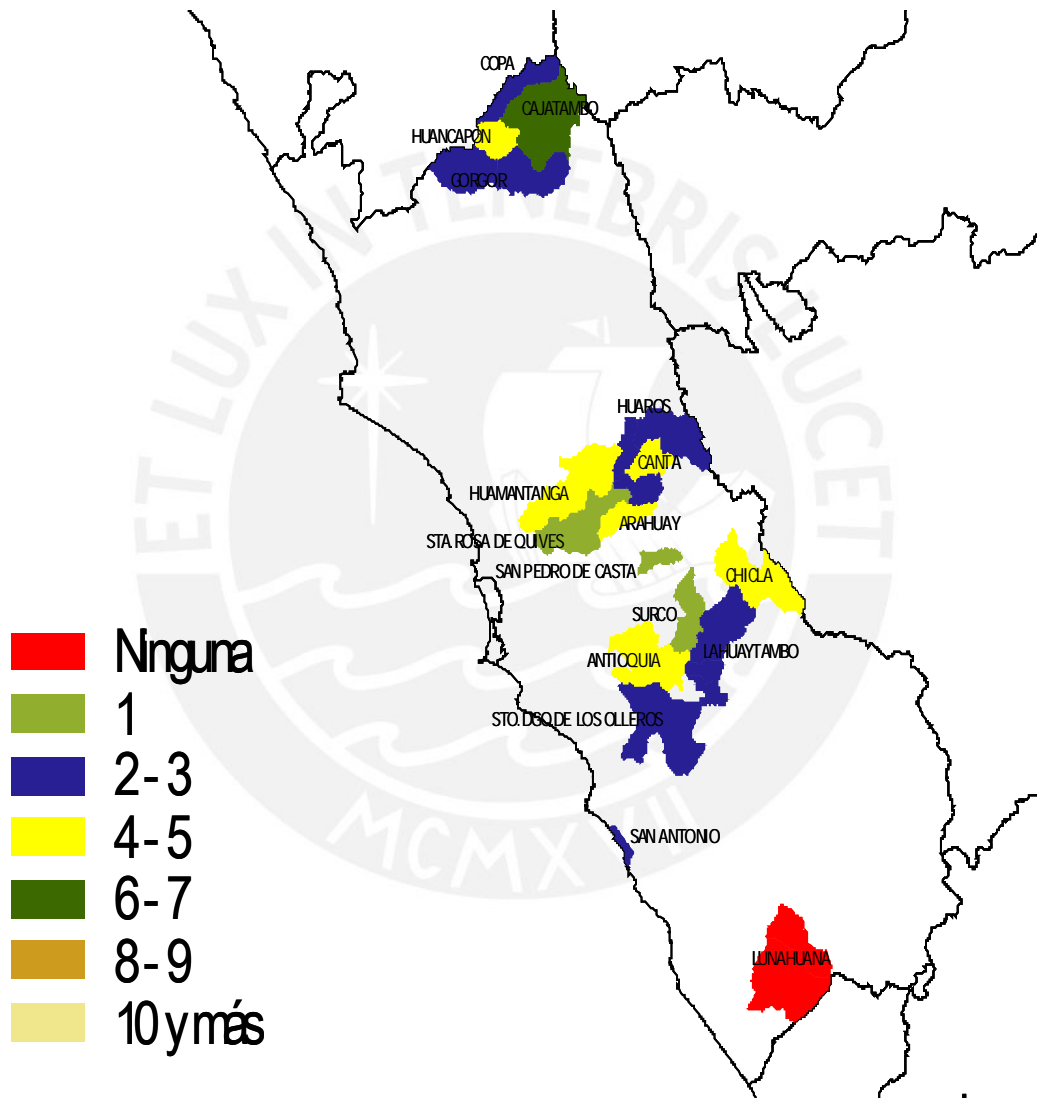 COPA
CAJATAMBO
HUANCAPON
GORGOR
HUAROS
CANTA
HUAMANTANGA
ARAHUAY
STA. ROSA DE QUIVES
SAN PEDRO DE CASTA
CHICLA
SURCO
LAHUAYTAMBO
ANTIOQUIA
STO. DGO. DE LOS OLLEROS
SAN ANTONIO
LUNAHUANA
Ninguna
1
2-3
4-5
6-7
8-9
10 y más
ET LUX IN TENEBRIS LUCET
MCMXVII